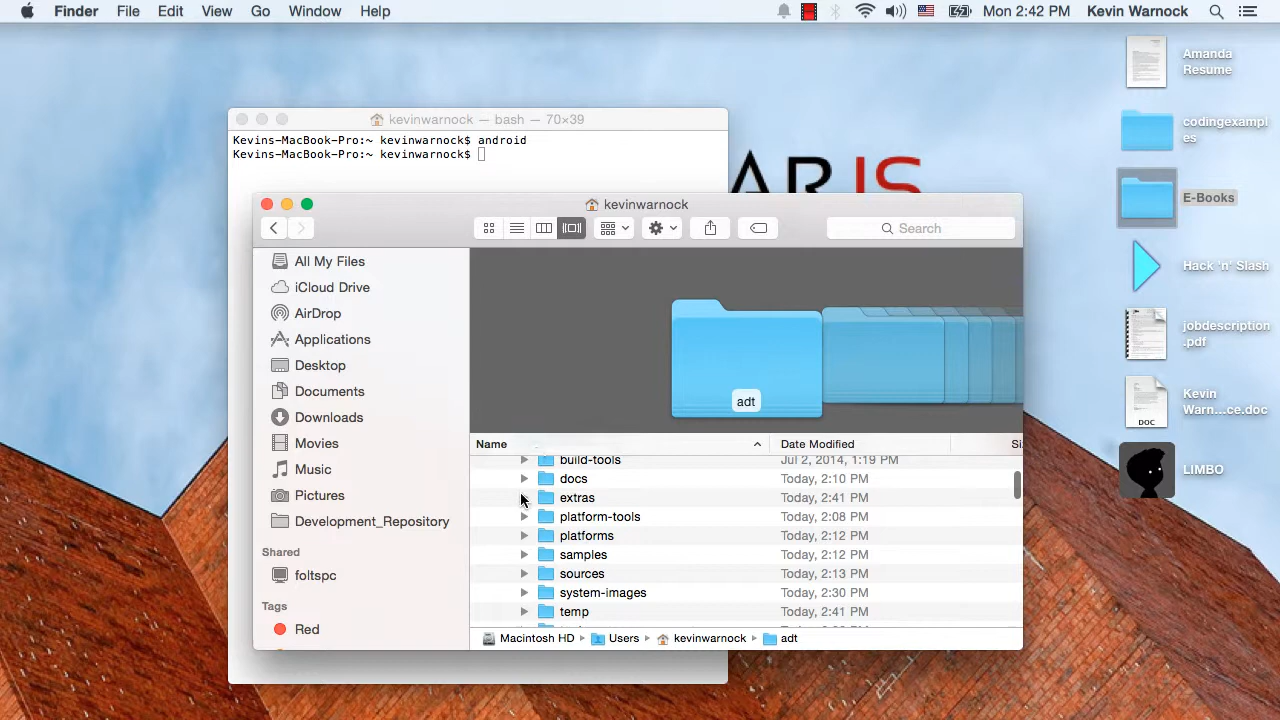 Finder File Edit View Go Window Help
Mon 2:42 PM Kevin Warnock
kevinwarnock — bash — 70×39
Kevins-MacBook-Pro:~ kevinwarnock$ android
Kevins-MacBook-Pro:~ kevinwarnock$
AR IS
kevinwarnock
Search
All My Files
iCloud Drive
AirDrop
Applications
Desktop
Documents
Downloads
Movies
Music
Pictures
Development_Repository
Shared
foltspc
Tags
Red
adt
Name Date Modified Si
build-tools Jul 2, 2014, 1:19 PM
docs Today, 2:10 PM
extras Today, 2:41 PM
platform-tools Today, 2:08 PM
platforms Today, 2:12 PM
samples Today, 2:12 PM
sources Today, 2:13 PM
system-images Today, 2:30 PM
temp Today, 2:41 PM
Macintosh HD Users kevinwarnock adt
Amanda
Resume
codingexampl
es
E-Books
Hack 'n' Slash
jobdescription
.pdf
Kevin
Warn...ce.doc
DOC
LIMBO